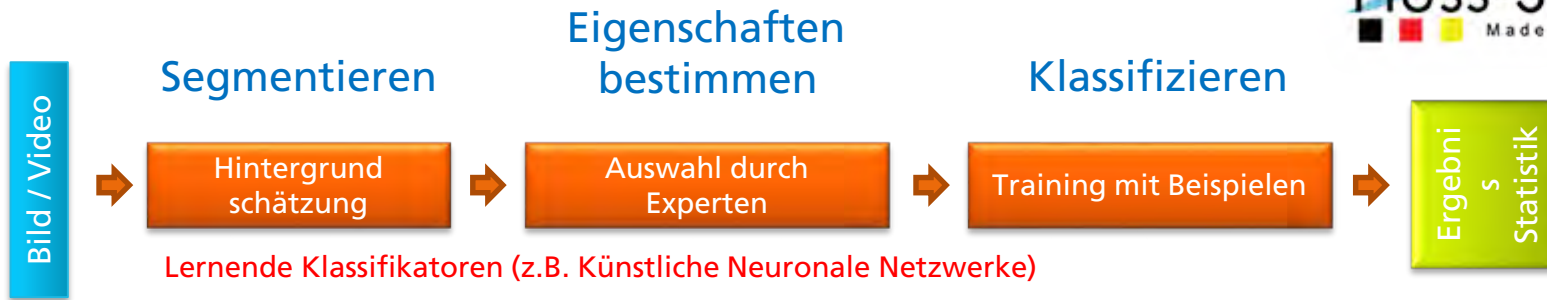 Made
Eigenschaften
bestimmen
Segmentieren
Klassifizieren
Bild / Video
Hintergrund
schätzung
Auswahl durch
Experten
Training mit Beispielen
Ergebni
s
Statistik
Lernende Klassifikatoren (z.B. Künstliche Neuronale Netzwerke)